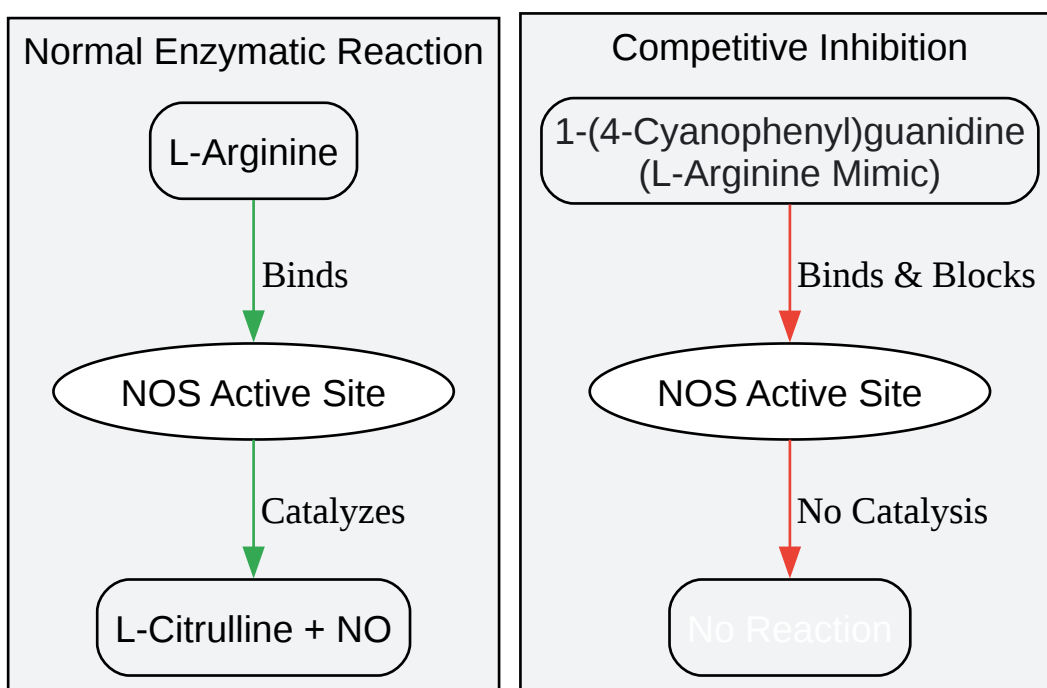 Normal Enzymatic Reaction
L-Arginine
Binds
NOS Active Site
Catalyzes
L-Citrulline + NO
Competitive Inhibition
1-(4-Cyanophenyl)guanidine
(L-Arginine Mimic)
Binds & Blocks
NOS Active Site
No Catalysis
No Reaction